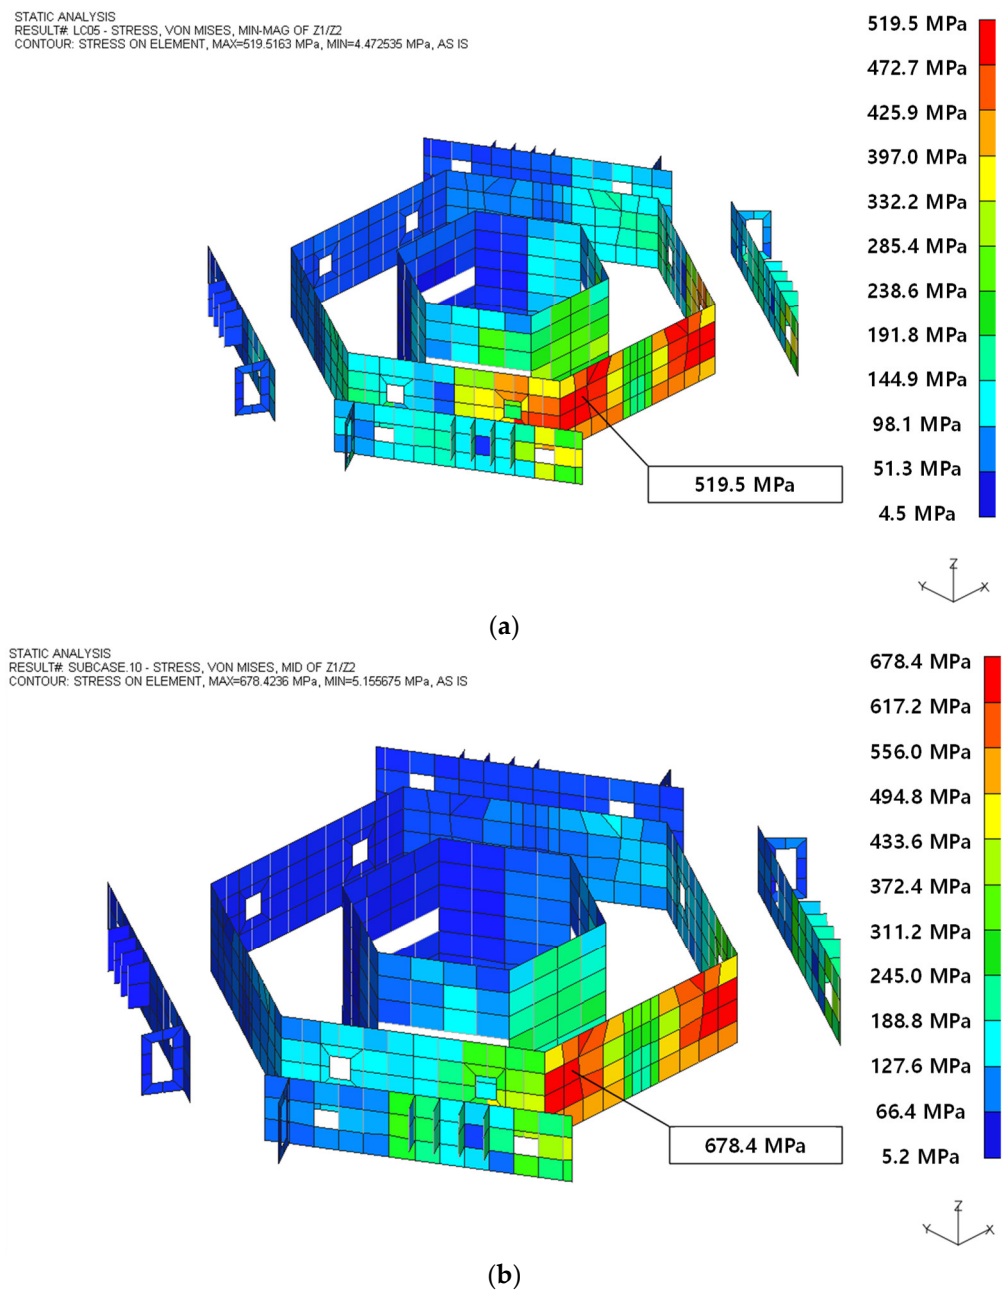 STATIC ANALYSIS
RESULT#: LC05 - STRESS, VON MISES, MIN-MAG OF Z1/Z2
CONTOUR: STRESS ON ELEMENT, MAX=519.5163 MPa, MIN=4.472535 MPa, AS IS
519.5 MPa
472.7 MPa
425.9 MPa
397.0 MPa
332.2 MPa
285.4 MPa
238.6 MPa
191.8 MPa
144.9 MPa
98.1 MPa
51.3 MPa
4.5 MPa
519.5 MPa
Z
Y
X
(a)
STATIC ANALYSIS
RESULT#: SUBCASE.10 - STRESS, VON MISES, MID OF Z1/Z2
CONTOUR: STRESS ON ELEMENT, MAX=678.4236 MPa, MIN=5.155675 MPa, AS IS
678.4 MPa
617.2 MPa
556.0 MPa
494.8 MPa
433.6 MPa
372.4 MPa
311.2 MPa
245.0 MPa
188.8 MPa
127.6 MPa
66.4 MPa
5.2 MPa
678.4 MPa
Z
Y
X
(b)